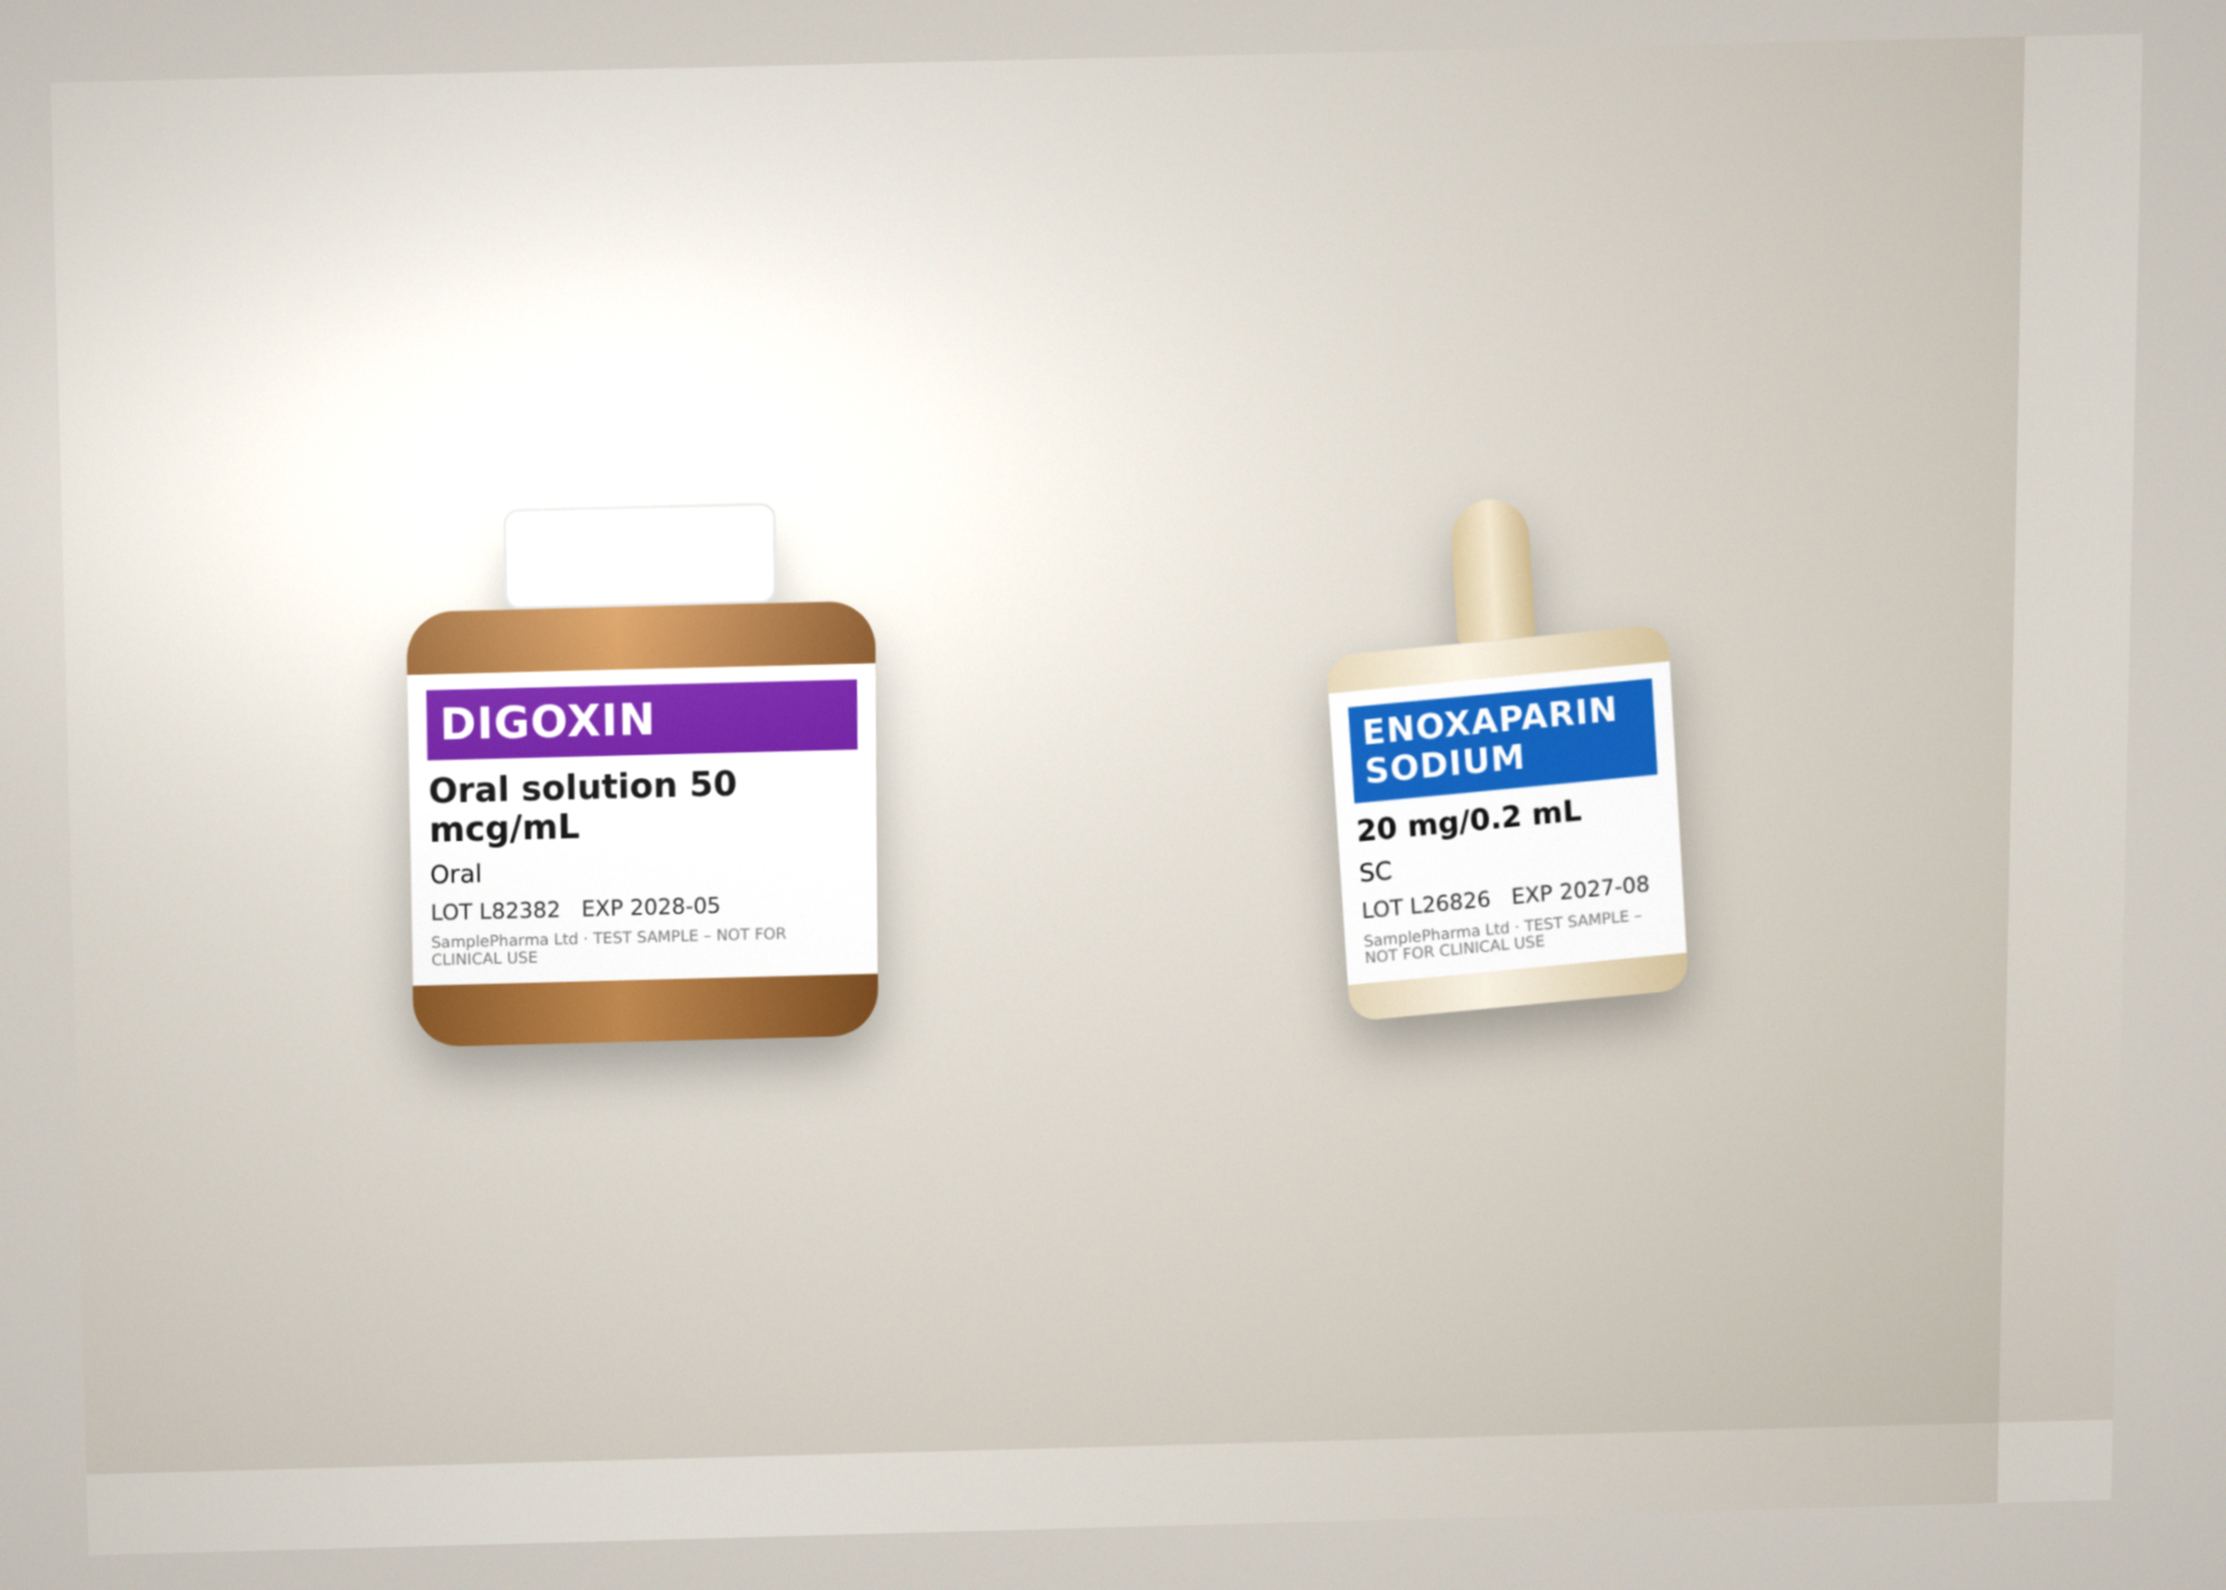 DIGOXIN
Oral solution 50
mcg/mL
Oral
LOT L82382 EXP 2028-05
SamplePharma Ltd · TEST SAMPLE – NOT FOR
CLINICAL USE
ENOXAPARIN
SODIUM
20 mg/0.2 mL
SC
LOT L26826 EXP 2027-08
SamplePharma Ltd · TEST SAMPLE –
NOT FOR CLINICAL USE